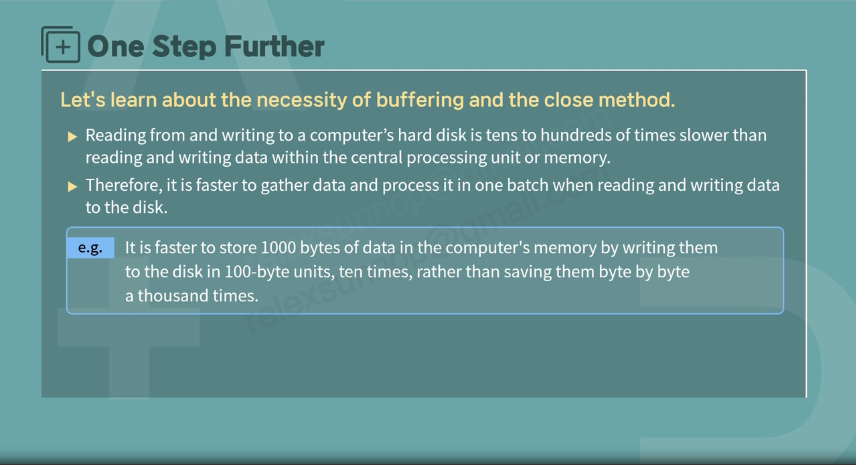 One Step Further
Let's learn about the necessity of buffering and the close method.
▶ Reading from and writing to a computer's hard disk is tens to hundreds of times slower than
reading and writing data within the central processing unit or memory.
▶ Therefore, it is faster to gather data and process it in one batch when reading and writing data
to the disk.
e.g. It is faster to store 1000 bytes of data in the computer's memory by writing them
to the disk in 100-byte units, ten times, rather than saving them byte by byte
a thousand times.